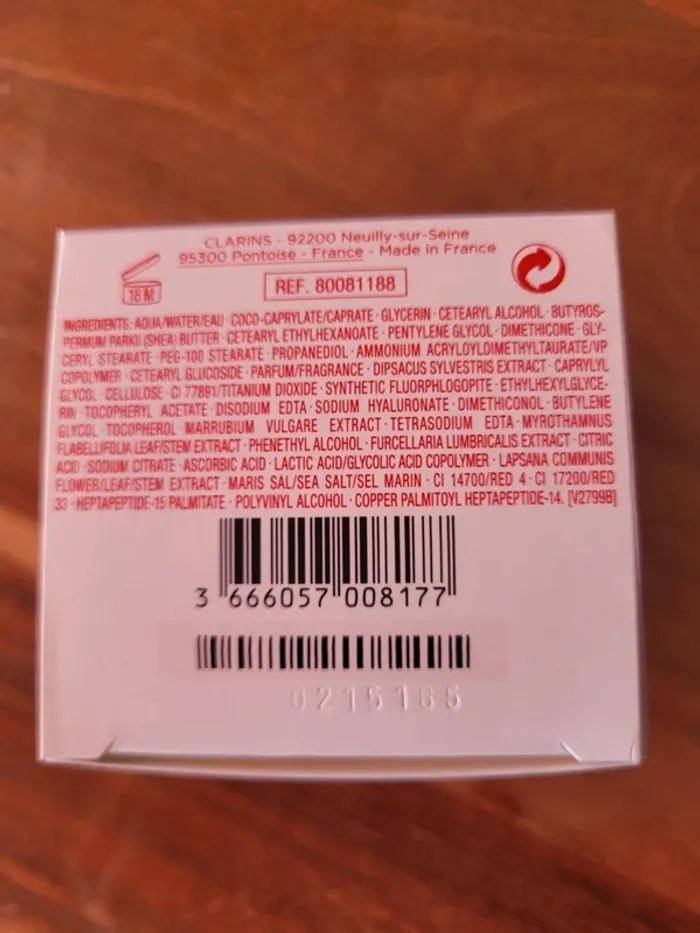 CLARINS - 92200 Neuilly-sur-Seine
95300 Pontoise - France - Made in France
18 M
REF. 80081188
INGREDIENTS: AQUA/WATER/EAU · COCO-CAPRYLATE/CAPRATE · GLYCERIN · CETEARYL ALCOHOL · BUTYROS-
PERMUM PARKII (SHEA) BUTTER · CETEARYL ETHYLHEXANOATE · PENTYLENE GLYCOL · DIMETHICONE · GLY-
CERYL STEARATE · PEG-100 STEARATE · PROPANEDIOL · AMMONIUM ACRYLOYLDIMETHYLTAURATE/VP
COPOLYMER · CETEARYL GLUCOSIDE · PARFUM/FRAGRANCE · DIPSACUS SYLVESTRIS EXTRACT · CAPRYLYL
GLYCOL · CELLULOSE · CI 77891/TITANIUM DIOXIDE · SYNTHETIC FLUORPHLOGOPITE · ETHYLHEXYLGLYCE-
RIN · TOCOPHERYL ACETATE · DISODIUM EDTA · SODIUM HYALURONATE · DIMETHICONOL · BUTYLENE
GLYCOL · TOCOPHEROL · MARRUBIUM VULGARE EXTRACT · TETRASODIUM EDTA · MYROTHAMNUS
FLABELLIFOLIA LEAF/STEM EXTRACT · PHENETHYL ALCOHOL · FURCELLARIA LUMBRICALIS EXTRACT · CITRIC
ACID · SODIUM CITRATE · ASCORBIC ACID · LACTIC ACID/GLYCOLIC ACID COPOLYMER · LAPSANA COMMUNIS
FLOWER/LEAF/STEM EXTRACT · MARIS SAL/SEA SALT/SEL MARIN · CI 14700/RED 4 · CI 17200/RED
33 · HEPTAPEPTIDE-15 PALMITATE · POLYVINYL ALCOHOL · COPPER PALMITOYL HEPTAPEPTIDE-14. [V2799B]
3 666057 008177
0215165